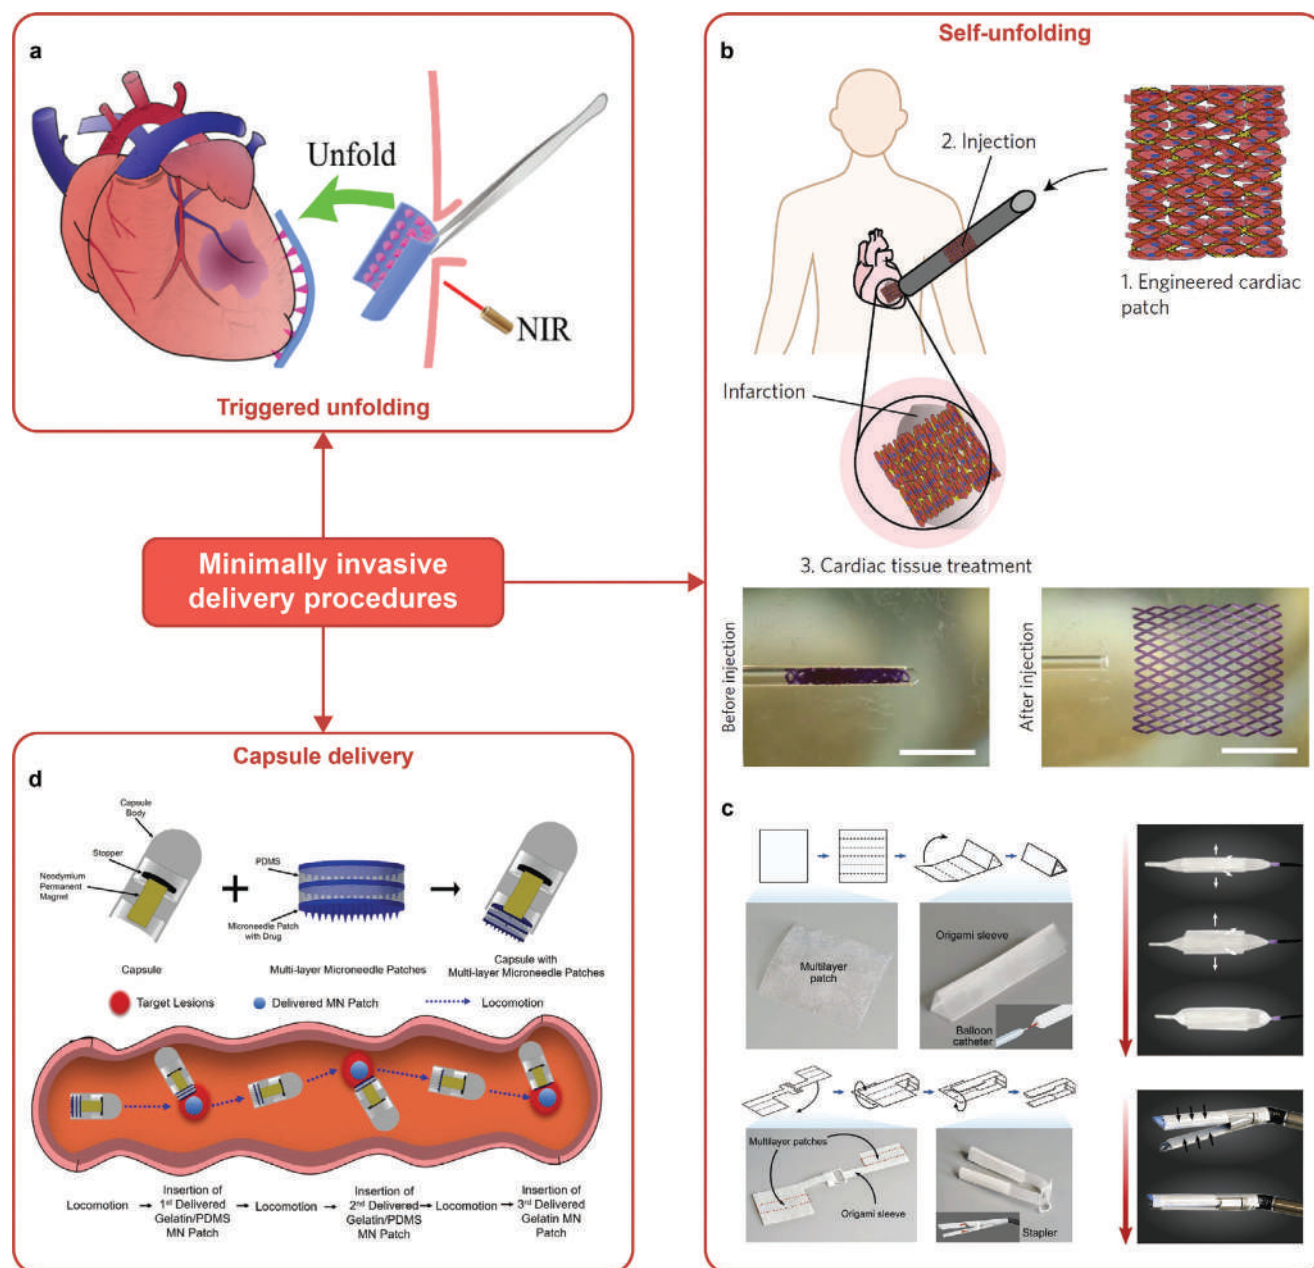 a
Unfold
NIR
Triggered unfolding
Minimally invasive
delivery procedures
Self-unfolding
b
2. Injection
1. Engineered cardiac
patch
Infarction
3. Cardiac tissue treatment
Before injection
After injection
c
Multilayer
patch
Origami sleeve
Balloon
catheter
Multilayer patches
Origami sleeve
Stapler
Capsule delivery
d
Capsule
Body
Stopper
Neodymium
Permanent
Magnet
Capsule
PDMS
Microneedle Patch
with Drug
Multi-layer Microneedle Patches
Capsule with
Multi-layer Microneedle Patches
Target Lesions
Delivered MN Patch
Locomotion
Locomotion
Insertion of
1st Delivered
Gelatin/PDMS
MN Patch
Locomotion
Insertion of
2nd Delivered
Gelatin/PDMS
MN Patch
Locomotion
Insertion of
3rd Delivered
Gelatin MN
Patch